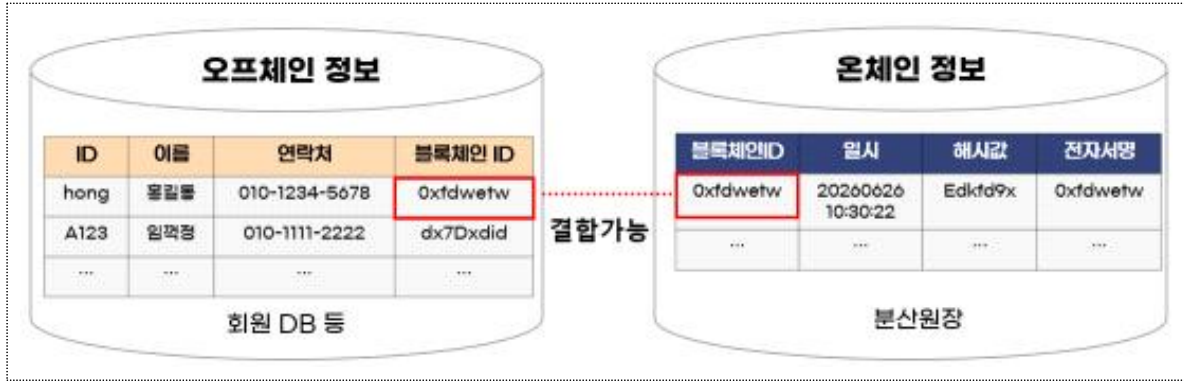 오프체인 정보
ID 이름 연락처 블록체인 ID
hong 홍길동 010-1234-5678 0xfdwetw
A123 임꺽정 010-1111-2222 dx7Dxdid
... ... ... ...
회원 DB 등
결합가능
온체인 정보
블록체인ID 일시 해시값 전자서명
0xfdwetw 20260626 Edkfd9x 0xfdwetw
10:30:22
... ... ... ...
분산원장